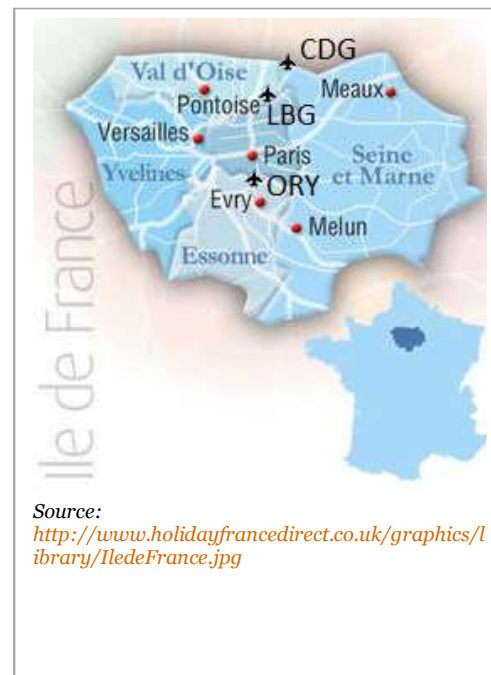 CDG
Val d'Oise
Meaux
Pontoise
LBG
Versailles
Paris
Seine
et Marne
Yvelines
ORY
Evry
Melun
Essonne
Ile de France
Source:
http://www.holidayfrancedirect.co.uk/graphics/l
ibrary/IledeFrance.jpg